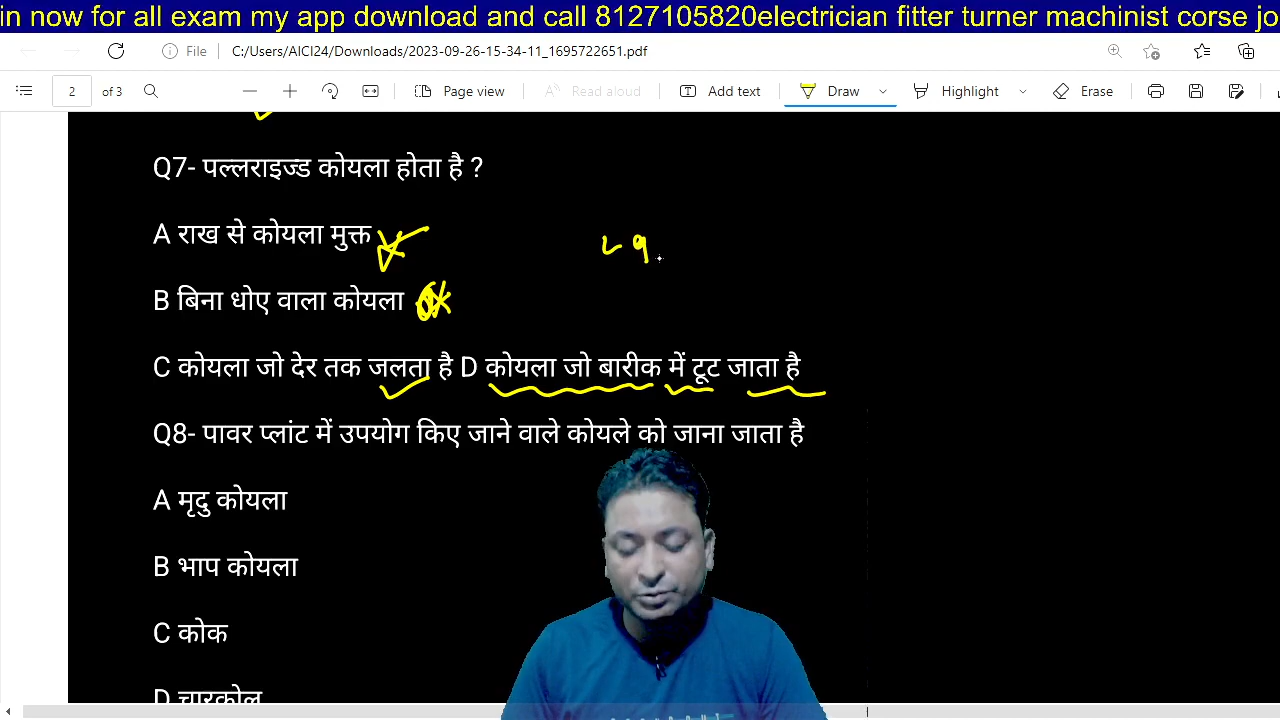 in now for all exam my app download and call 8127105820electrician fitter turner machinist corse jo
File C:/Users/AICI24/Downloads/2023-09-26-15-34-11_1695722651.pdf
2 of 3 Page view Read aloud Add text Draw Highlight Erase
Q7- पल्लराइज्ड कोयला होता है ?
A राख से कोयला मुक्त
B बिना धोए वाला कोयला
C कोयला जो देर तक जलता है D कोयला जो बारीक में टूट जाता है
Q8- पावर प्लांट में उपयोग किए जाने वाले कोयले को जाना जाता है
A मृदु कोयला
B भाप कोयला
C कोक
D चारकोल